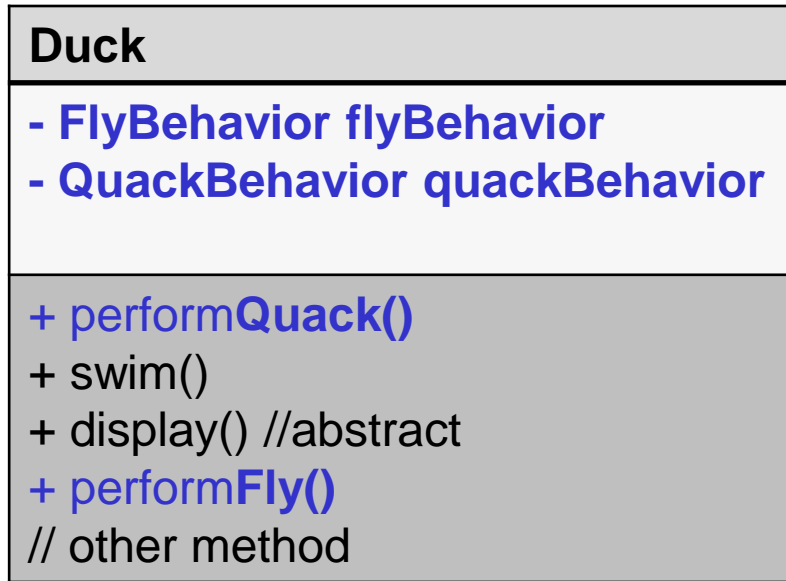 Duck
- FlyBehavior flyBehavior
- QuackBehavior quackBehavior
+ performQuack()
+ swim()
+ display() //abstract
+ performFly()
// other method